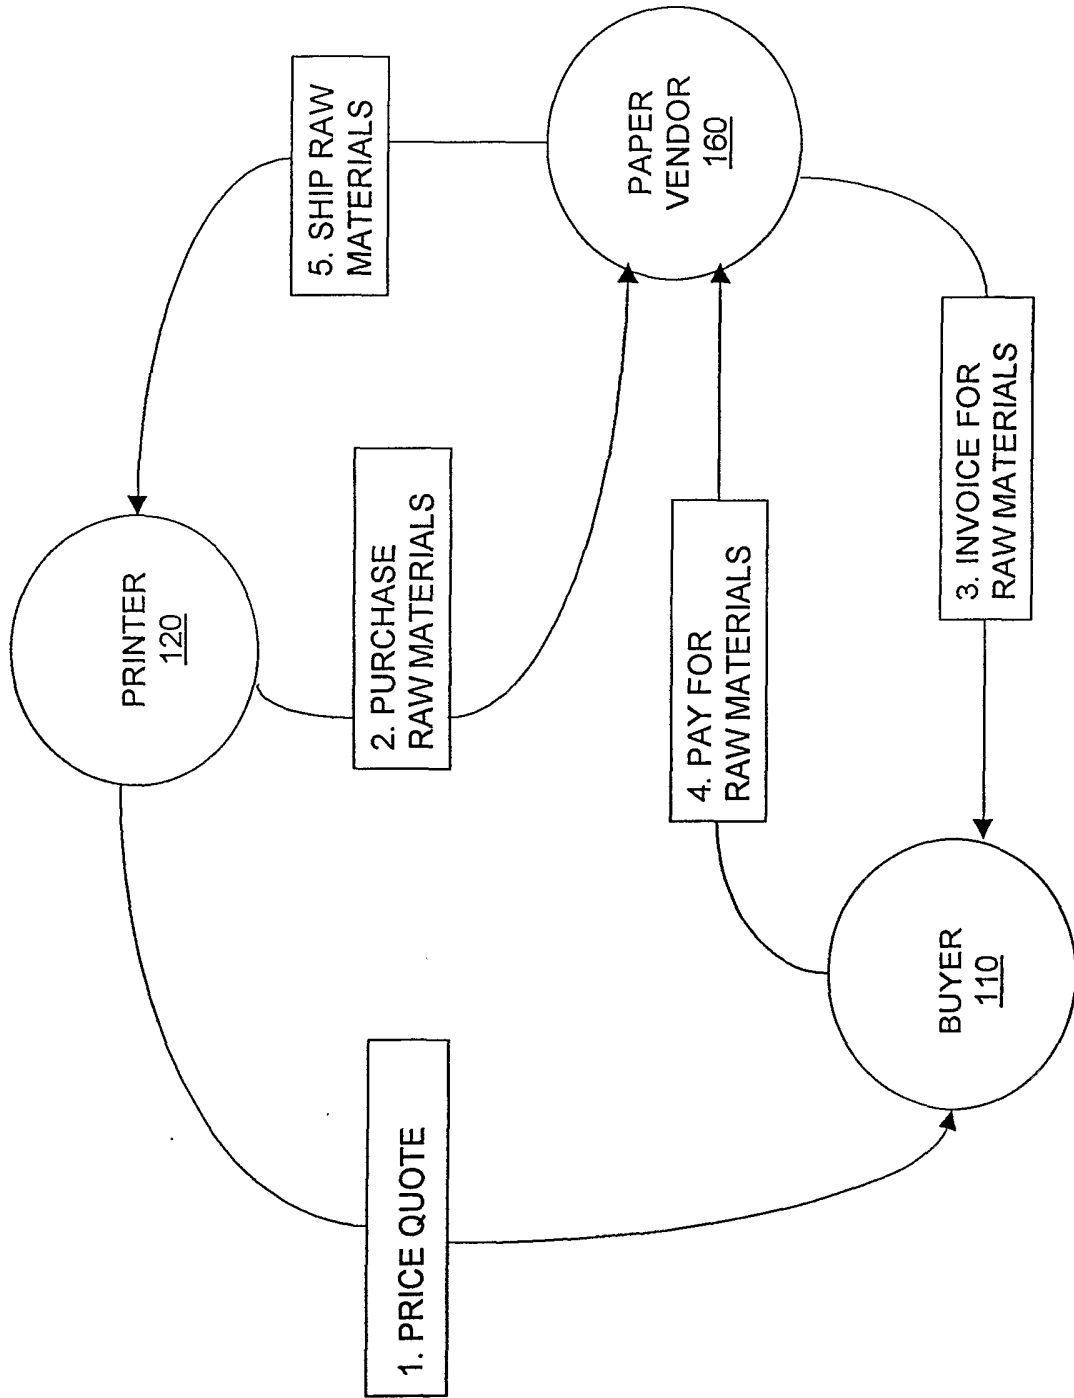 PRINTER
120
1. PRICE QUOTE
2. PURCHASE
RAW MATERIALS
5. SHIP RAW
MATERIALS
4. PAY FOR
RAW MATERIALS
PAPER
VENDOR
160
BUYER
110
3. INVOICE FOR
RAW MATERIALS